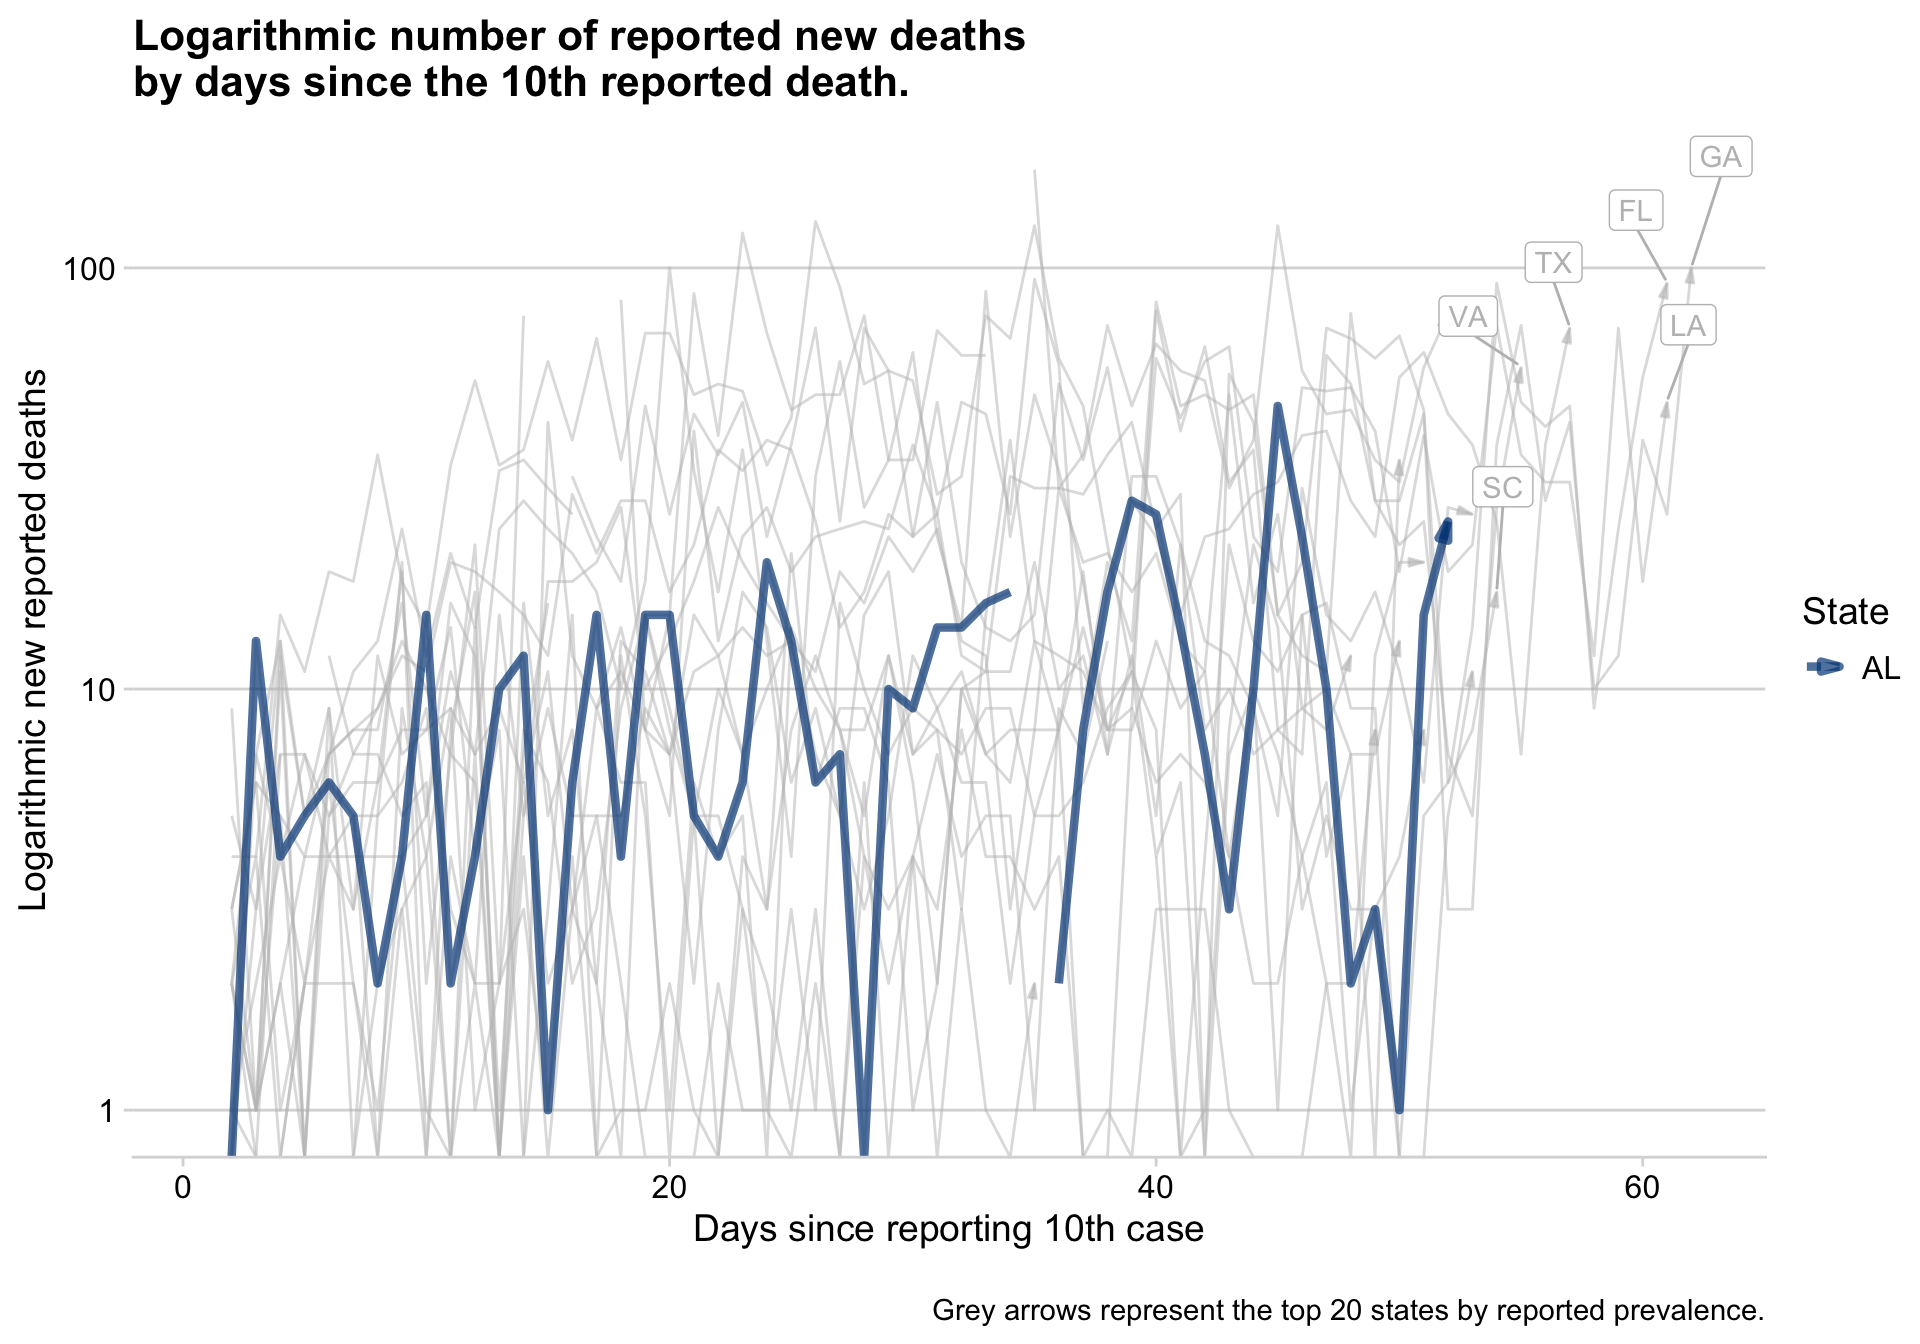 Logarithmic number of reported new deaths
by days since the 10th reported death.
GA
FL
TX
LA
VA
SC
100
10
1
Logarithmic new reported deaths
0 20 40 60
Days since reporting 10th case
State
AL
Grey arrows represent the top 20 states by reported prevalence.